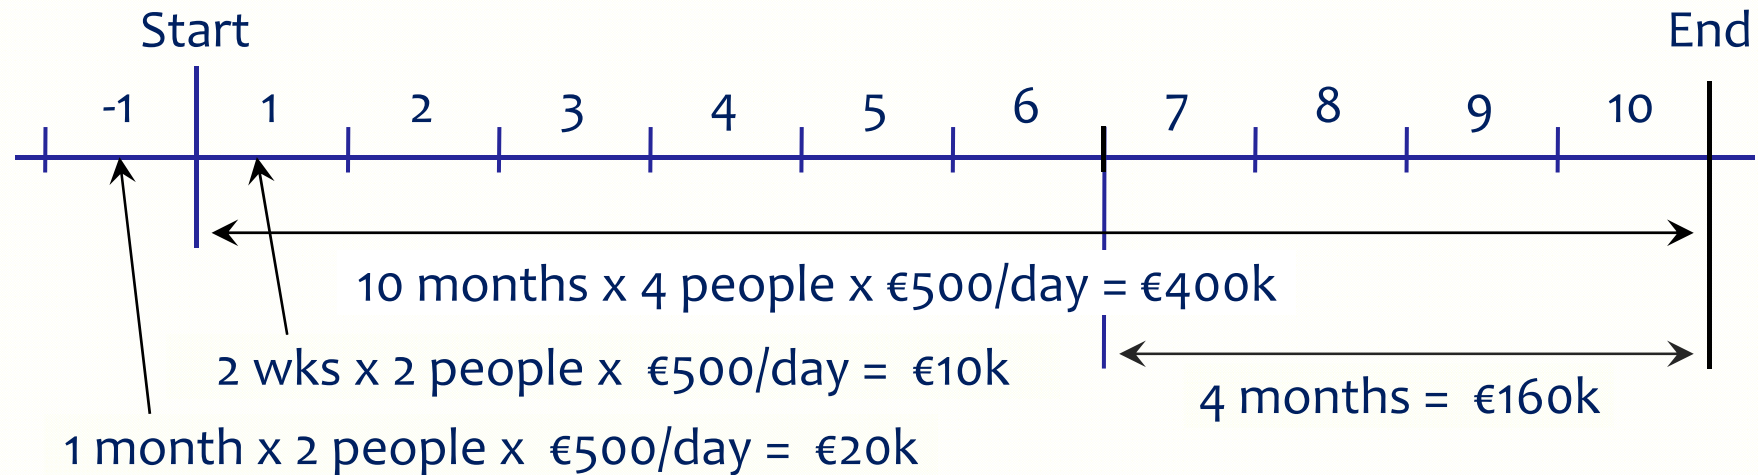 Start
End
-1 1 2 3 4 5 6 7 8 9 10
10 months x 4 people x €500/day = €400k
2 wks x 2 people x €500/day = €10k
4 months = €160k
1 month x 2 people x €500/day = €20k